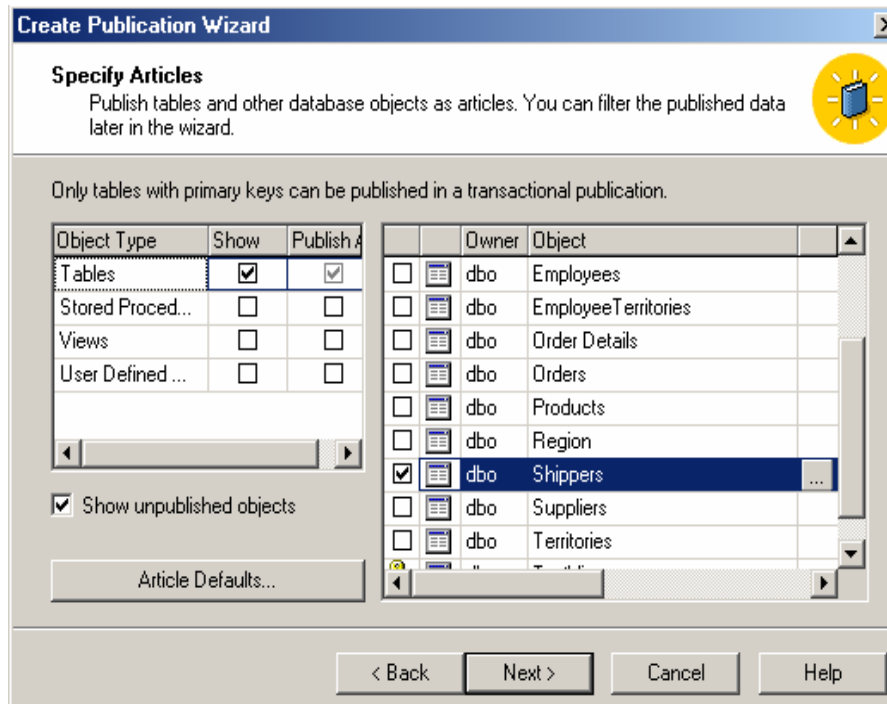 Create Publication Wizard
Specify Articles
Publish tables and other database objects as articles. You can filter the published data
later in the wizard.
Only tables with primary keys can be published in a transactional publication.
Object Type Show Publish
Tables
Stored Proced...
Views
User Defined ...
Show unpublished objects
Article Defaults...
Owner Object
dbo Employees
dbo EmployeeTerritories
dbo Order Details
dbo Orders
dbo Products
dbo Region
dbo Shippers ...
dbo Suppliers
dbo Territories
< Back Next > Cancel Help